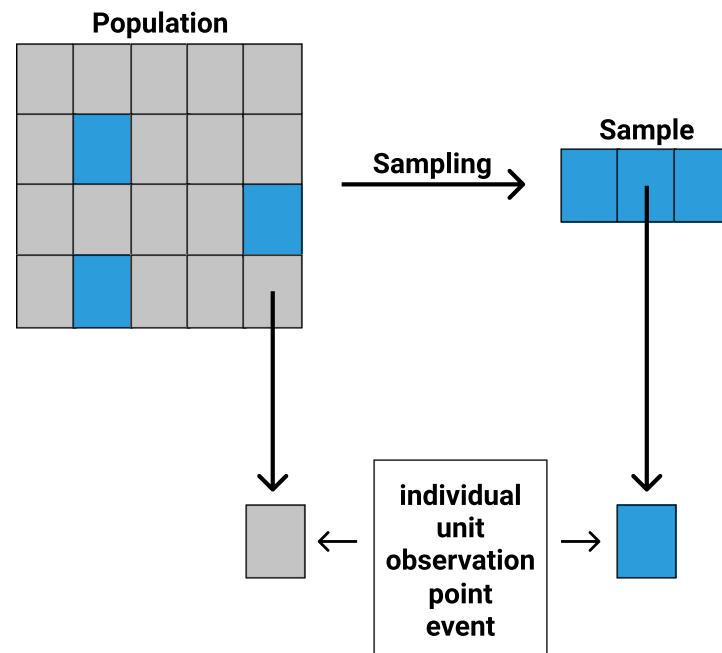 Population
Sampling
Sample
individual
unit
observation
point
event